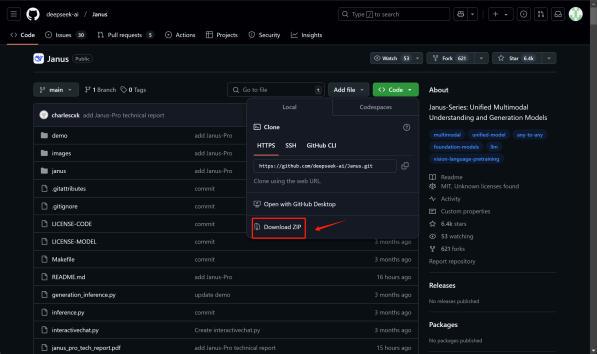 deepseek-ai / Janus
Type / to search
Code Issues 30 Pull requests 5 Actions Projects Security Insights
Janus Public
Watch 53 Fork 621 Star 6.4k
main 1 Branch 0 Tags Go to file t Add file Code
About
Janus-Series: Unified Multimodal
Understanding and Generation Models
multimodal unified-model any-to-any
foundation-models llm
vision-language-pretraining
Readme
MIT, Unknown licenses found
Activity
Custom properties
6.4k stars
53 watching
621 forks
Report repository
Releases
No releases published
Packages
No packages published
charlescxk add Janus-Pro technical report
demo add Janus-Pro
images commit
janus add Janus-Pro
.gitattributes commit
.gitignore commit
LICENSE-CODE commit
LICENSE-MODEL commit 3 months ago
Makefile commit 3 months ago
README.md add Janus-Pro 16 hours ago
generation_inference.py update demo 3 months ago
inference.py commit 3 months ago
interactivechat.py Create interactivechat.py 3 months ago
janus_pro_tech_report.pdf add Janus-Pro technical report 15 hours ago
Local Codespaces
Clone
HTTPS SSH GitHub CLI
https://github.com/deepseek-ai/Janus.git
Clone using the web URL.
Open with GitHub Desktop
Download ZIP